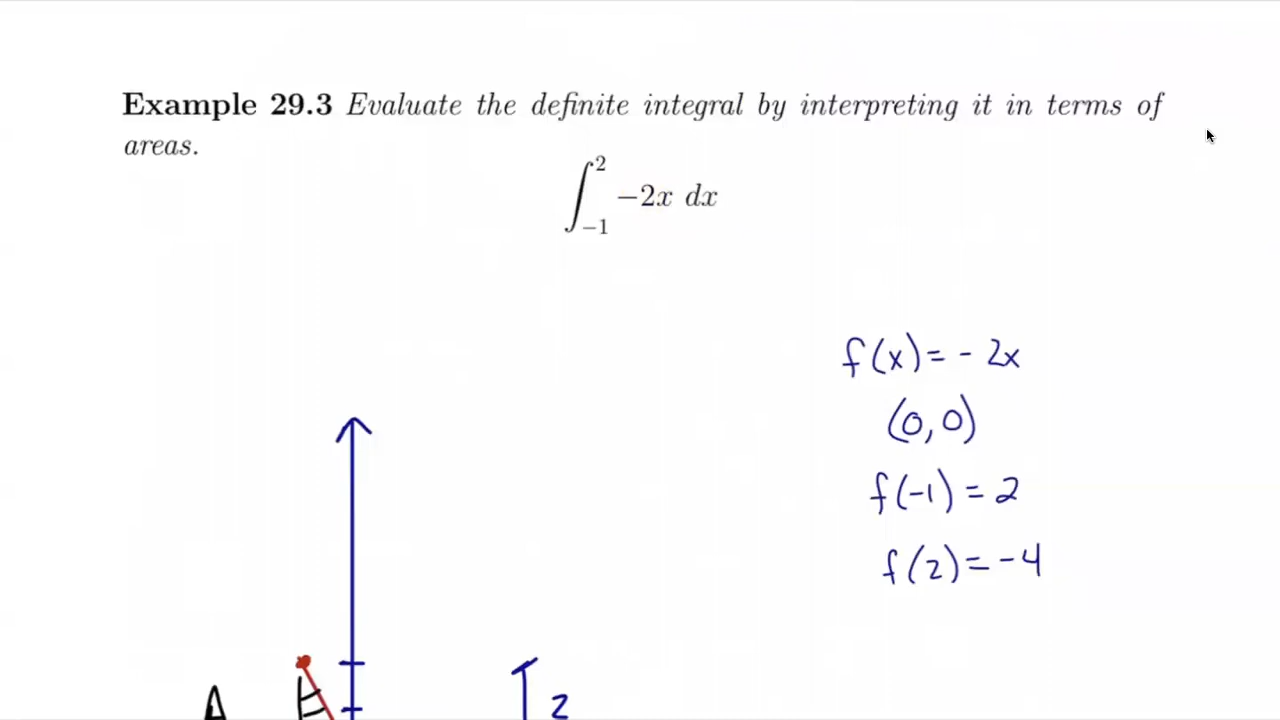 Example 29.3 Evaluate the definite integral by interpreting it in terms of
areas.
∫_{-1}^{2} −2x dx
f(x) = - 2x
(0,0)
f(-1) = 2
f(2) = -4
A
2